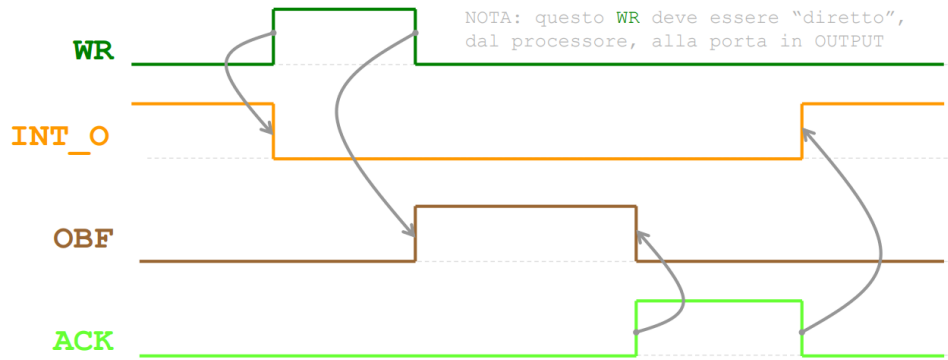 NOTA: questo WR deve essere “diretto”,
dal processore, alla porta in OUTPUT
WR
INT_O
OBF
ACK